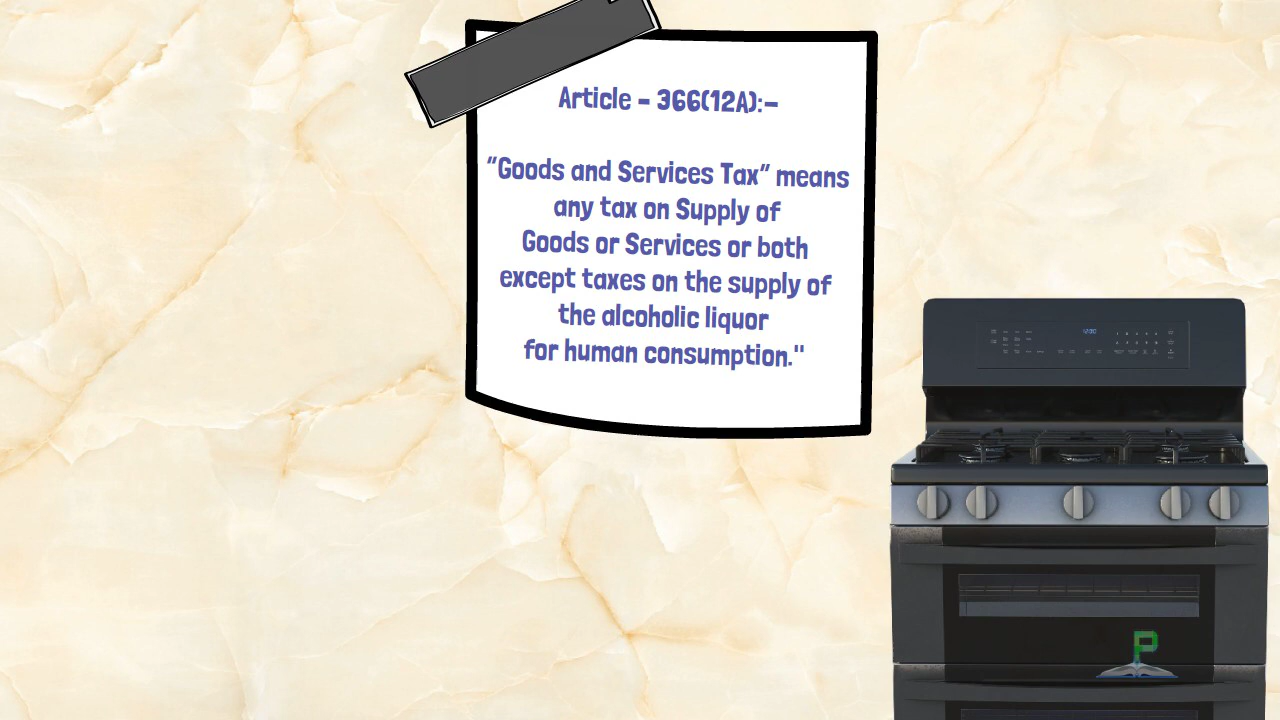 Article - 366(12A):-
"Goods and Services Tax" means
any tax on Supply of
Goods or Services or both
except taxes on the supply of
the alcoholic liquor
for human consumption."
P